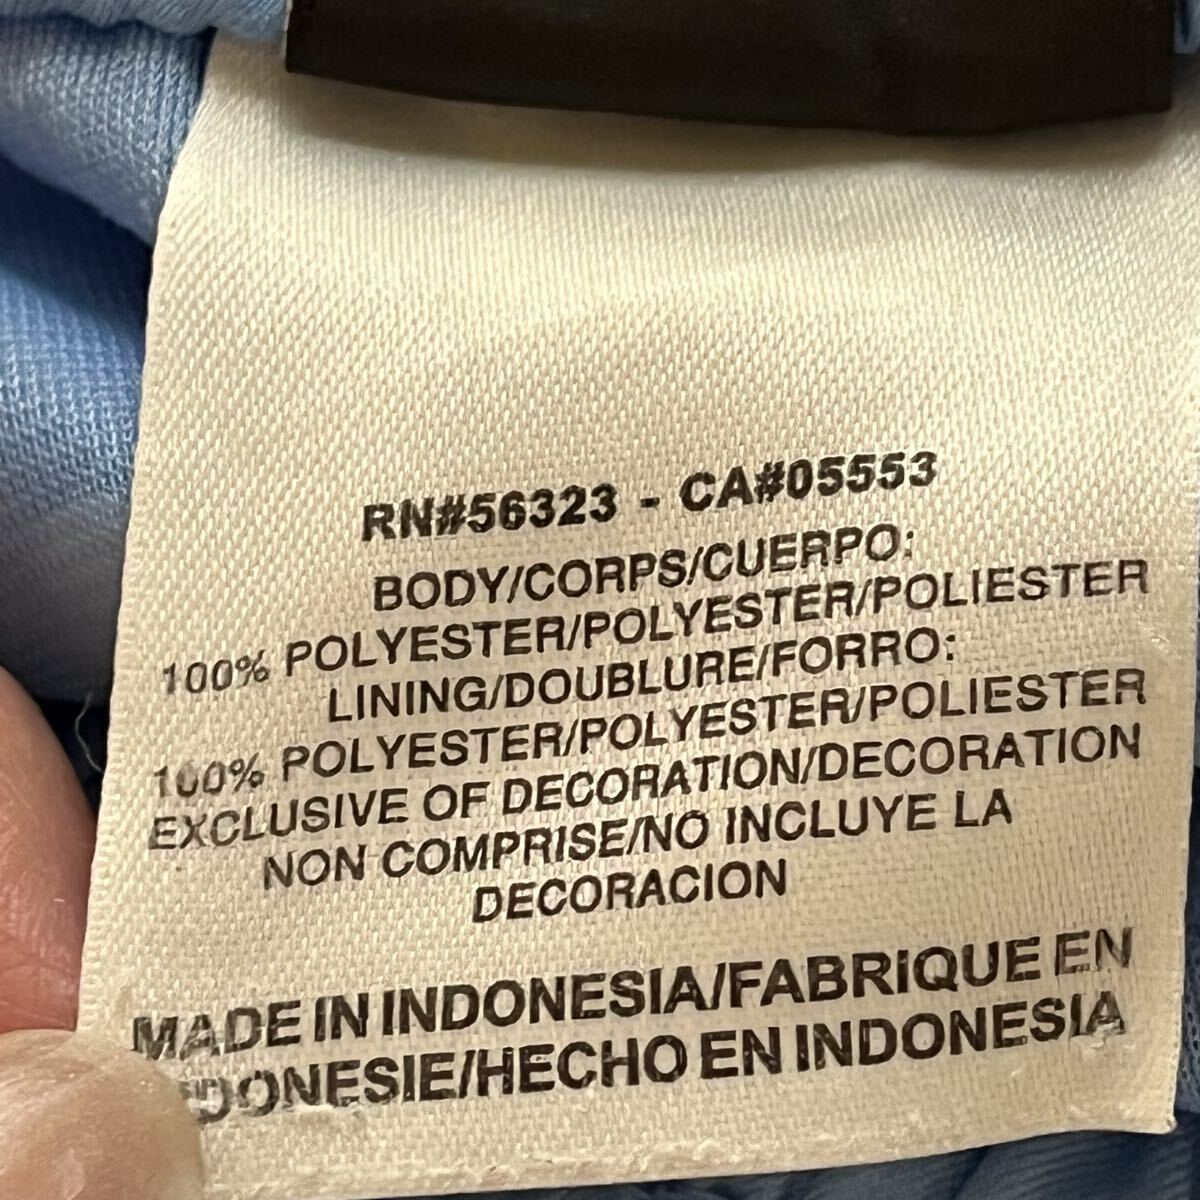 RN#56323 - CA#05553
BODY/CORPS/CUERPO:
100% POLYESTER/POLYESTER/POLIESTER
LINING/DOUBLURE/FORRO:
100% POLYESTER/POLYESTER/POLIESTER
EXCLUSIVE OF DECORATION/DECORATION
NON COMPRISE/NO INCLUYE LA
DECORACION
MADE IN INDONESIA/FABRIQUE EN
DONESIE/HECHO EN INDONESIA